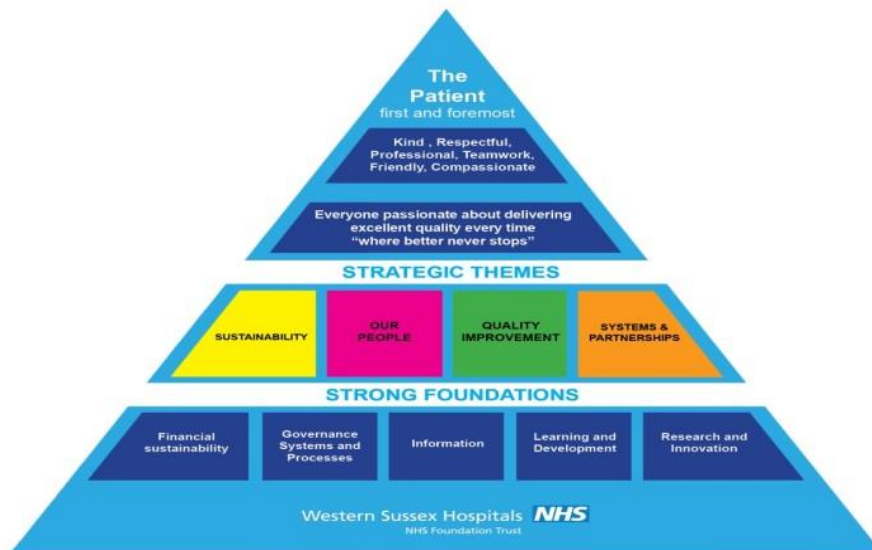 The
Patient
first and foremost
Kind , Respectful,
Professional, Teamwork,
Friendly, Compassionate
Everyone passionate about delivering
excellent quality every time
“where better never stops”
STRATEGIC THEMES
SUSTAINABILITY
OUR
PEOPLE
QUALITY
IMPROVEMENT
SYSTEMS &
PARTNERSHIPS
STRONG FOUNDATIONS
Financial
sustainability
Governance
Systems and
Processes
Information
Learning and
Development
Research and
Innovation
Western Sussex Hospitals NHS
NHS Foundation Trust